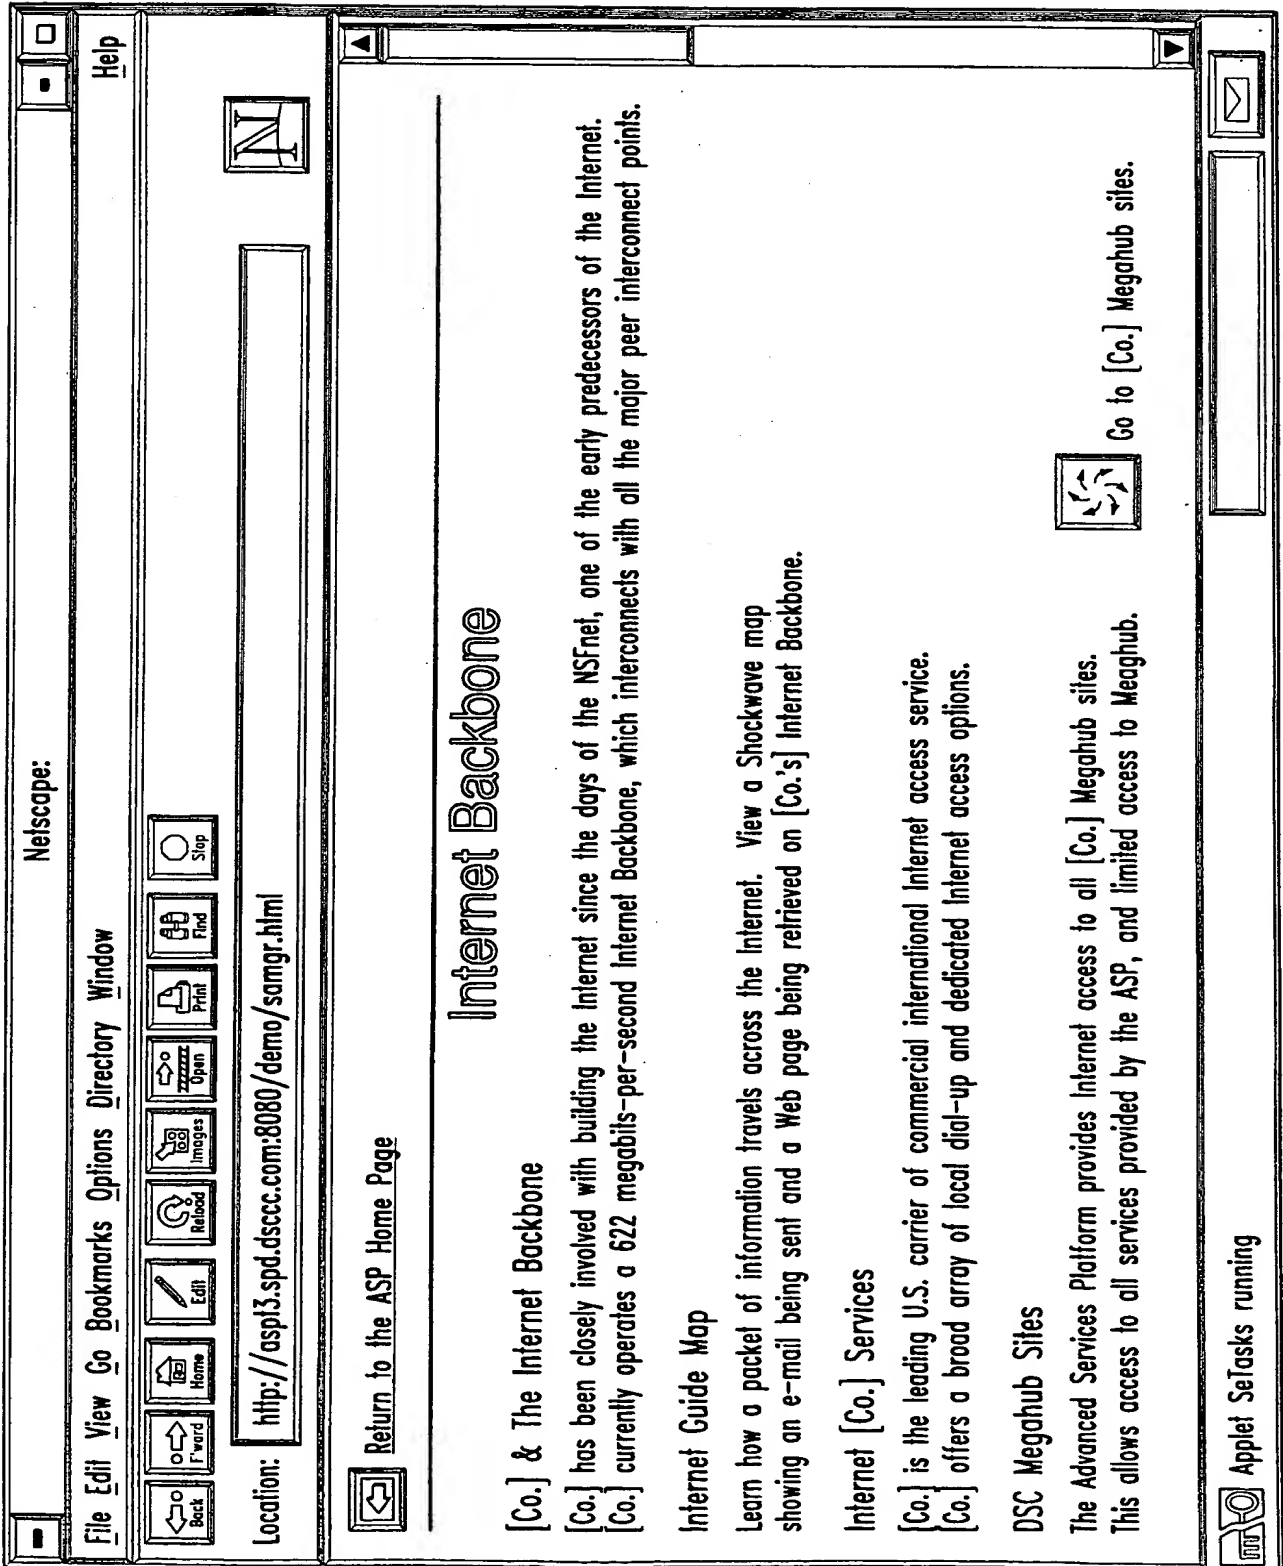 Netscape:
File Edit View Go Bookmarks Options Directory Window Help
Back F'ward Home Edit Reload Images Open Print Find Stop
Location: http://aspt3.spd.dsccc.com:8080/demo/samgr.html
N
Return to the ASP Home Page
Internet Backbone
[Co.] & The Internet Backbone
[Co.] has been closely involved with building the Internet since the days of the NSFnet, one of the early predecessors of the Internet.
[Co.] currently operates a 622 megabits-per-second Internet Backbone, which interconnects with all the major peer interconnect points.
Internet Guide Map
Learn how a packet of information travels across the Internet. View a Shockwave map
showing an e-mail being sent and a Web page being retrieved on [Co.'s] Internet Backbone.
Internet [Co.] Services
[Co.] is the leading U.S. carrier of commercial international Internet access service.
[Co.] offers a broad array of local dial-up and dedicated Internet access options.
DSC Megahub Sites
The Advanced Services Platform provides Internet access to all [Co.] Megahub sites.
This allows access to all services provided by the ASP, and limited access to Meaghub.
Go to [Co.] Megahub sites.
Applet SeTasks running